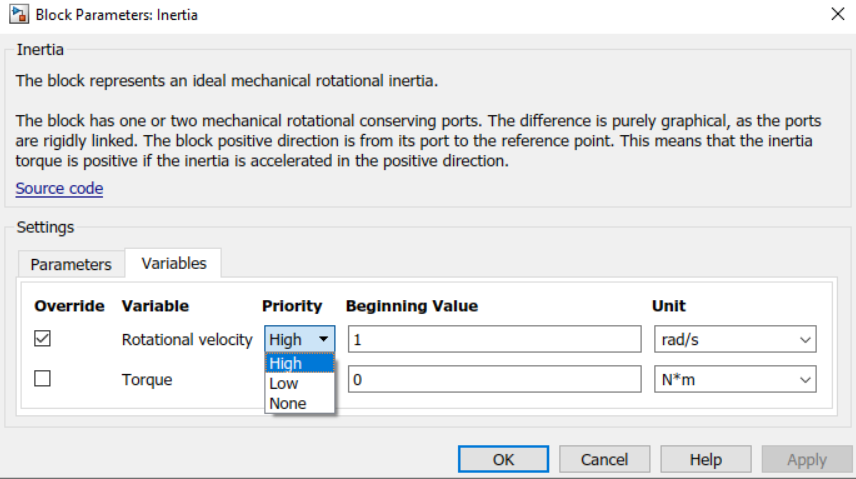 Block Parameters: Inertia
Inertia
The block represents an ideal mechanical rotational inertia.
The block has one or two mechanical rotational conserving ports. The difference is purely graphical, as the ports
are rigidly linked. The block positive direction is from its port to the reference point. This means that the inertia
torque is positive if the inertia is accelerated in the positive direction.
Source code
Settings
Parameters Variables
Override Variable Priority Beginning Value Unit
Rotational velocity High 1 rad/s
High
Torque 0 N*m
Low
None
OK Cancel Help Apply